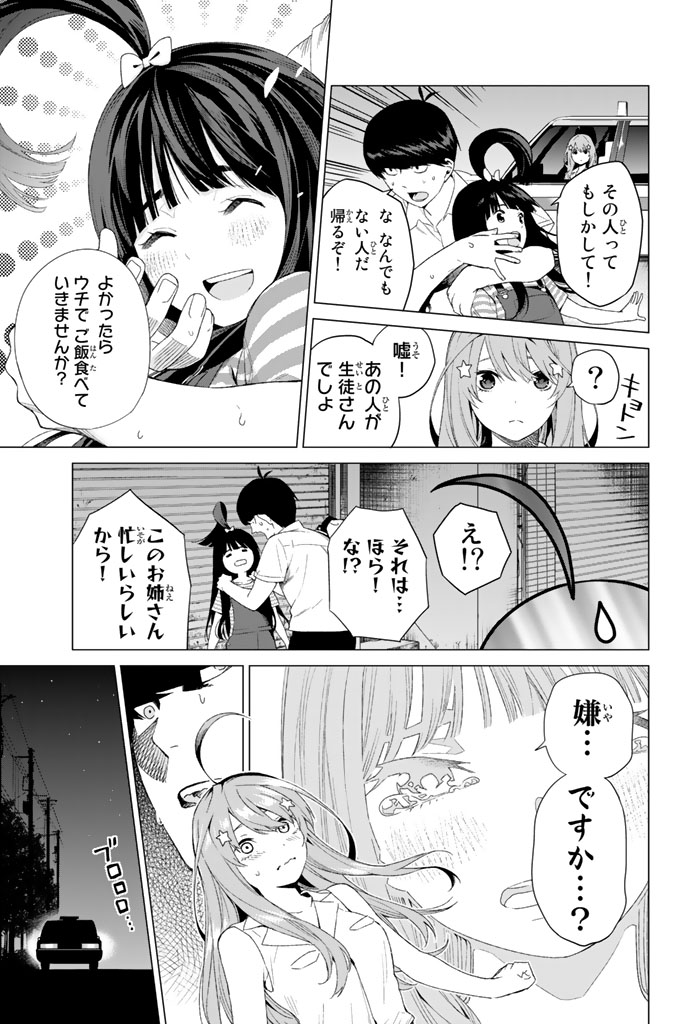 その人って
もしかして！
な なんでも
ない人だ
帰るぞ！
？
キョトン
嘘！
あの人が
生徒さん
でしょ
よかったら
ウチでご飯食べて
いきませんか？
え!?
それは…
ほら！
な!?
このお姉さん
忙しいらしい
から！
嫌…
ですか…？
ブロロロ…